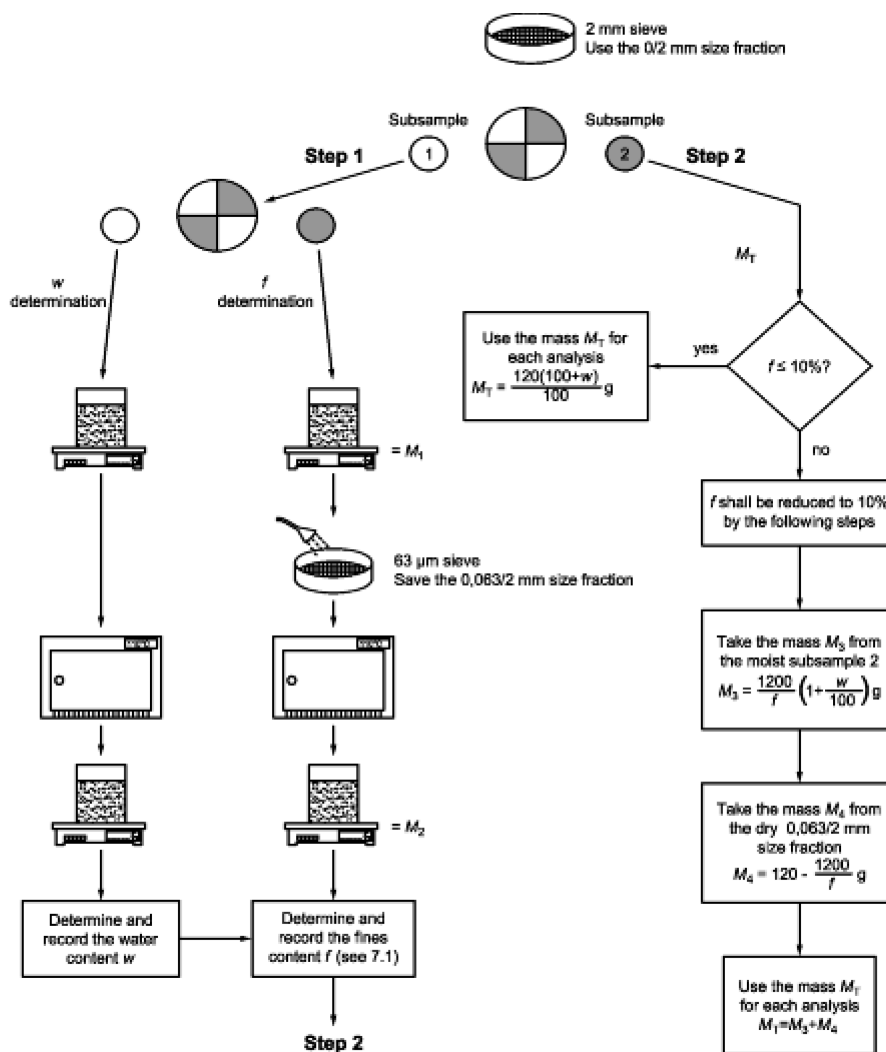 2 mm sieve
Use the 0/2 mm size fraction
Subsample
Subsample
Step 1
1
2
Step 2
w
determination
f
determination
M_T
Use the mass M_T for
each analysis
M_T = 120(100+w)/100 g
yes
f ≤ 10%?
no
= M_1
f shall be reduced to 10%
by the following steps
63 µm sieve
Save the 0,063/2 mm size fraction
Take the mass M_3 from
the moist subsample 2
M_3 = 1200/f (1+ w/100) g
Take the mass M_4 from
the dry 0,063/2 mm
size fraction
M_4 = 120 - 1200/f g
= M_2
Determine and
record the water
content w
Determine and
record the fines
content f (see 7.1)
Use the mass M_T
for each analysis
M_T=M_3+M_4
Step 2